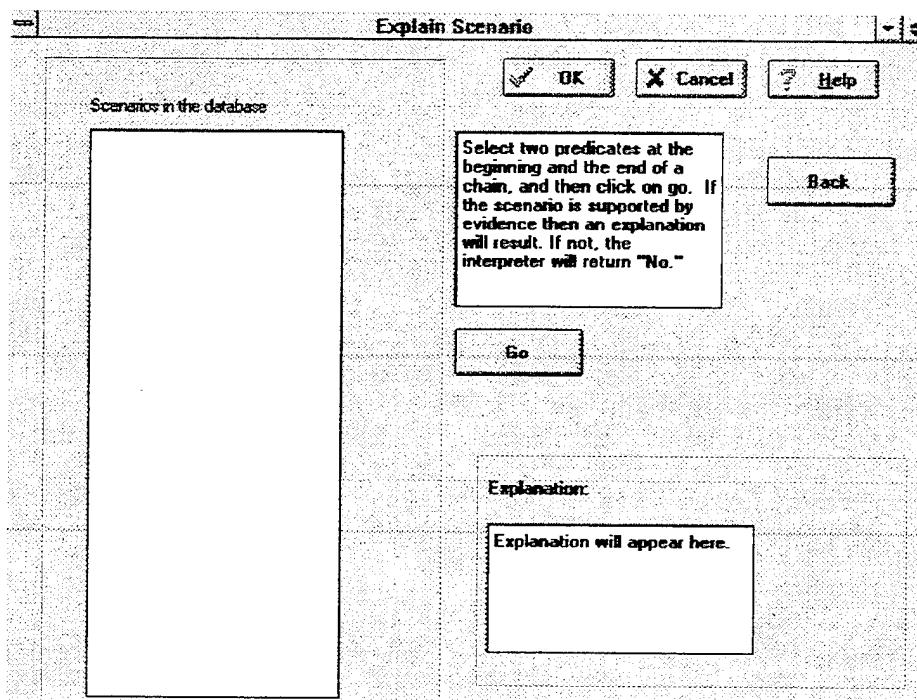 Explain Scenario
OK
Cancel
Help
Scenarios in the database
Select two predicates at the
beginning and the end of a
chain, and then click on go. If
the scenario is supported by
evidence then an explanation
will result. If not, the
interpreter will return "No."
Back
Go
Explanation:
Explanation will appear here.